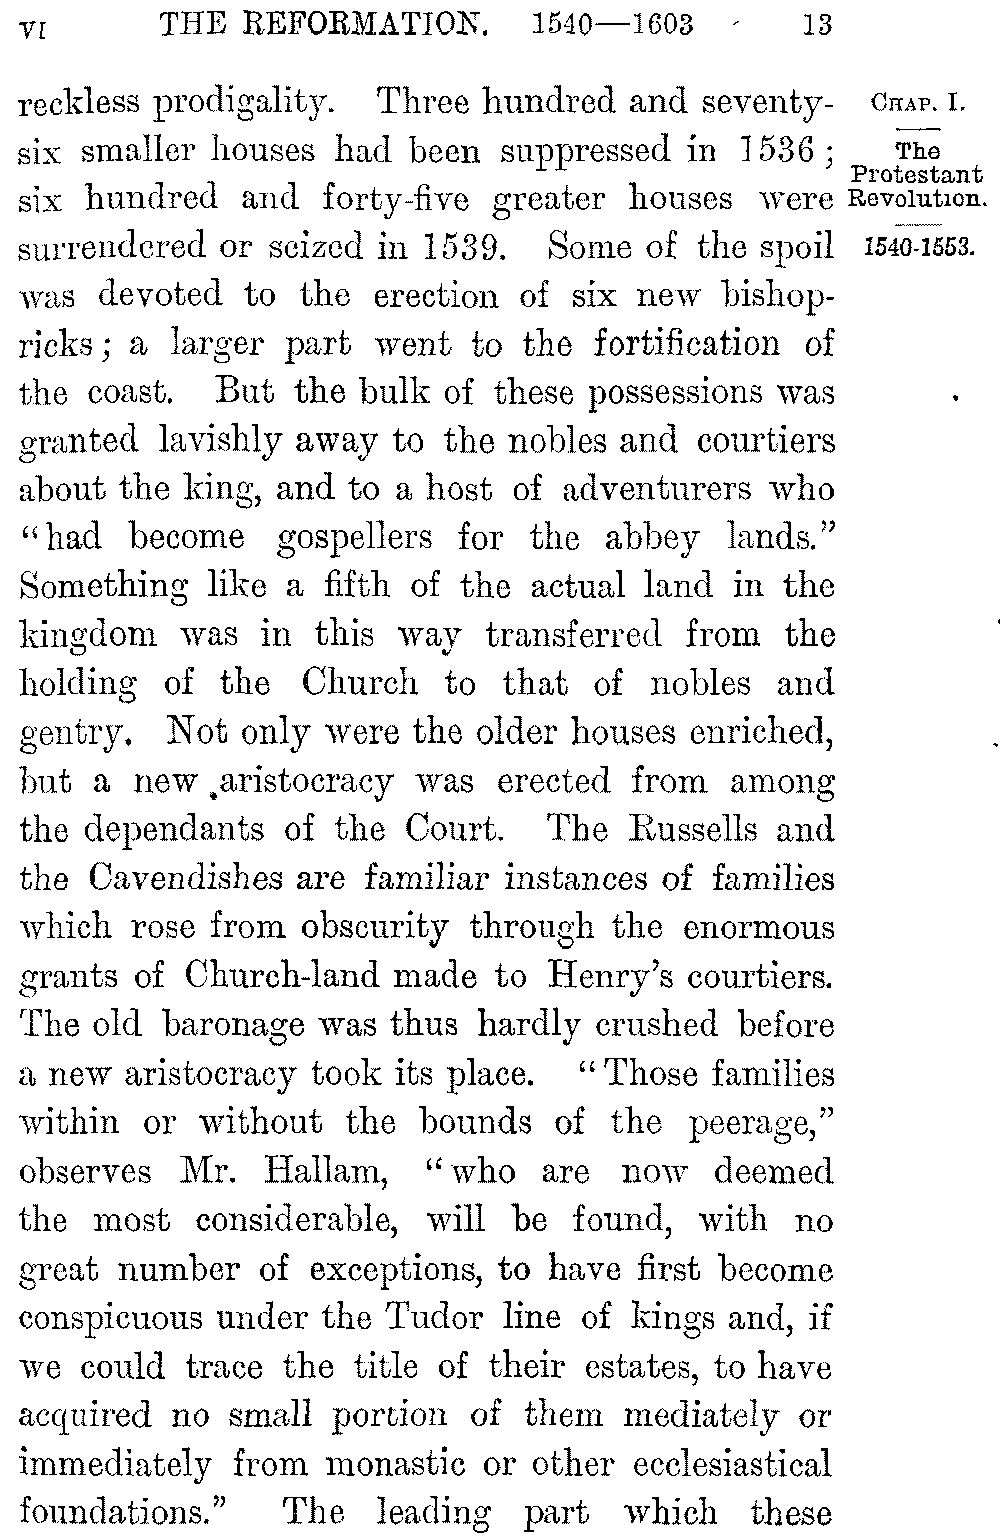 VI THE REFORMATION. 1540—1603 13
reckless prodigality. Three hundred and seventy-
six smaller houses had been suppressed in 1536;
six hundred and forty-five greater houses were
surrendered or seized in 1539. Some of the spoil
was devoted to the erection of six new bishop-
ricks; a larger part went to the fortification of
the coast. But the bulk of these possessions was
granted lavishly away to the nobles and courtiers
about the king, and to a host of adventurers who
"had become gospellers for the abbey lands."
Something like a fifth of the actual land in the
kingdom was in this way transferred from the
holding of the Church to that of nobles and
gentry. Not only were the older houses enriched,
but a new aristocracy was erected from among
the dependants of the Court. The Russells and
the Cavendishes are familiar instances of families
which rose from obscurity through the enormous
grants of Church-land made to Henry's courtiers.
The old baronage was thus hardly crushed before
a new aristocracy took its place. "Those families
within or without the bounds of the peerage,"
observes Mr. Hallam, "who are now deemed
the most considerable, will be found, with no
great number of exceptions, to have first become
conspicuous under the Tudor line of kings and, if
we could trace the title of their estates, to have
acquired no small portion of them mediately or
immediately from monastic or other ecclesiastical
foundations." The leading part which these
CHAP. I.
The
Protestant
Revolution.
1540-1553.